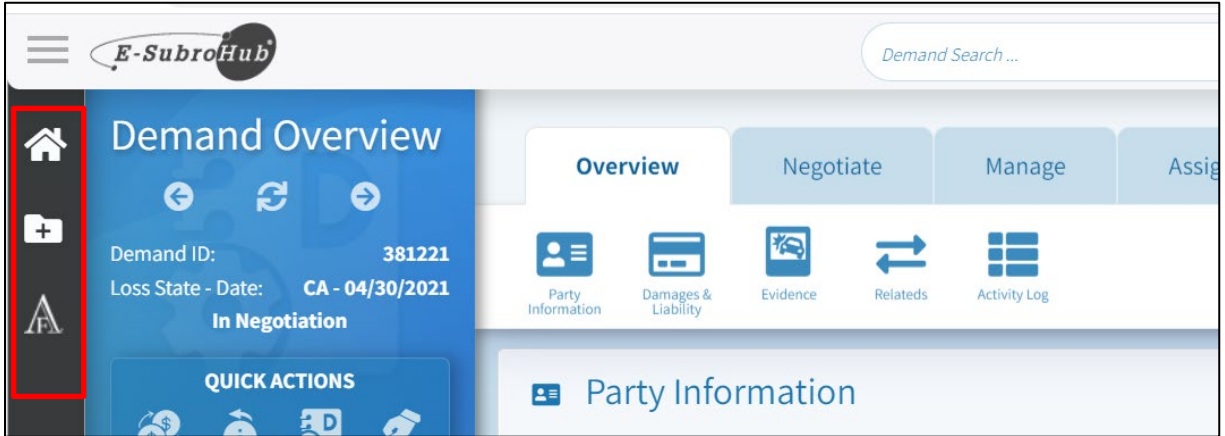 E-SubroHub
Demand Search ...
Demand Overview
Demand ID: 381221
Loss State - Date: CA - 04/30/2021
In Negotiation
QUICK ACTIONS
D
Overview Negotiate Manage Assig
Party Information
Damages & Liability
Evidence
Relateds
Activity Log
Party Information
AF